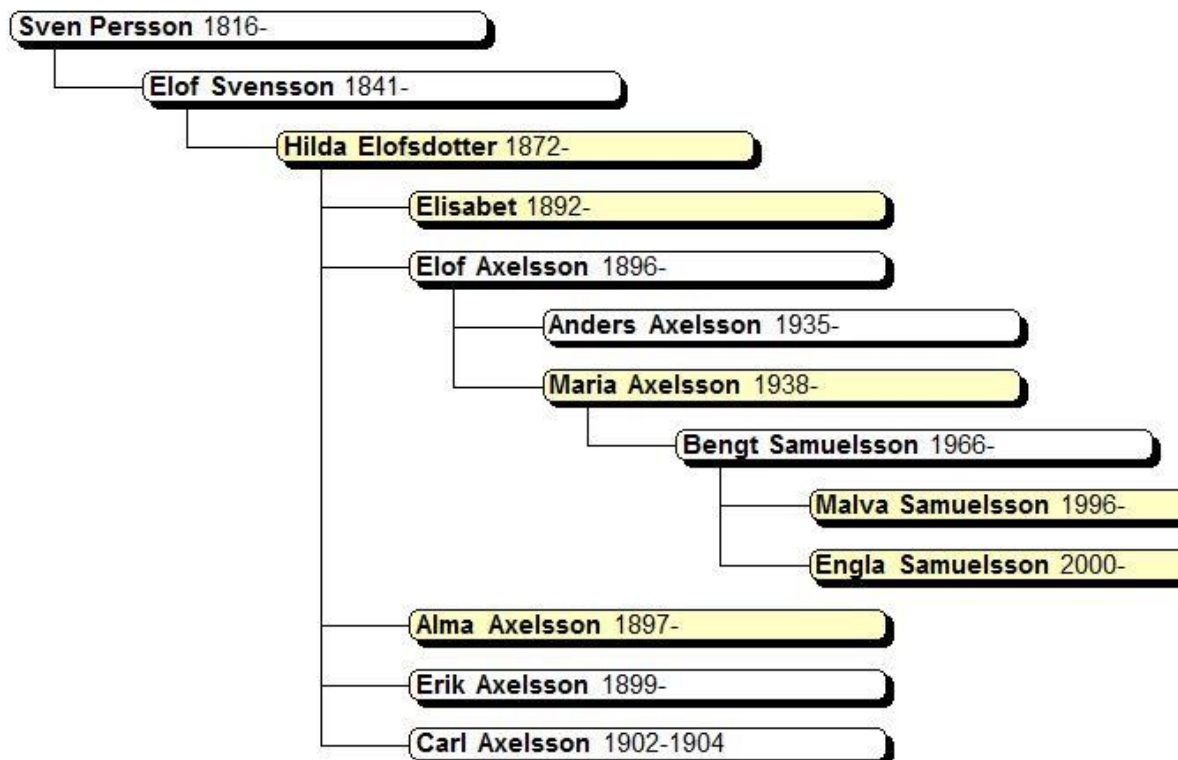 Sven Persson 1816-
Elof Svensson 1841-
Hilda Elofsdotter 1872-
Elisabet 1892-
Elof Axelsson 1896-
Anders Axelsson 1935-
Maria Axelsson 1938-
Bengt Samuelsson 1966-
Malva Samuelsson 1996-
Engla Samuelsson 2000-
Alma Axelsson 1897-
Erik Axelsson 1899-
Carl Axelsson 1902-1904